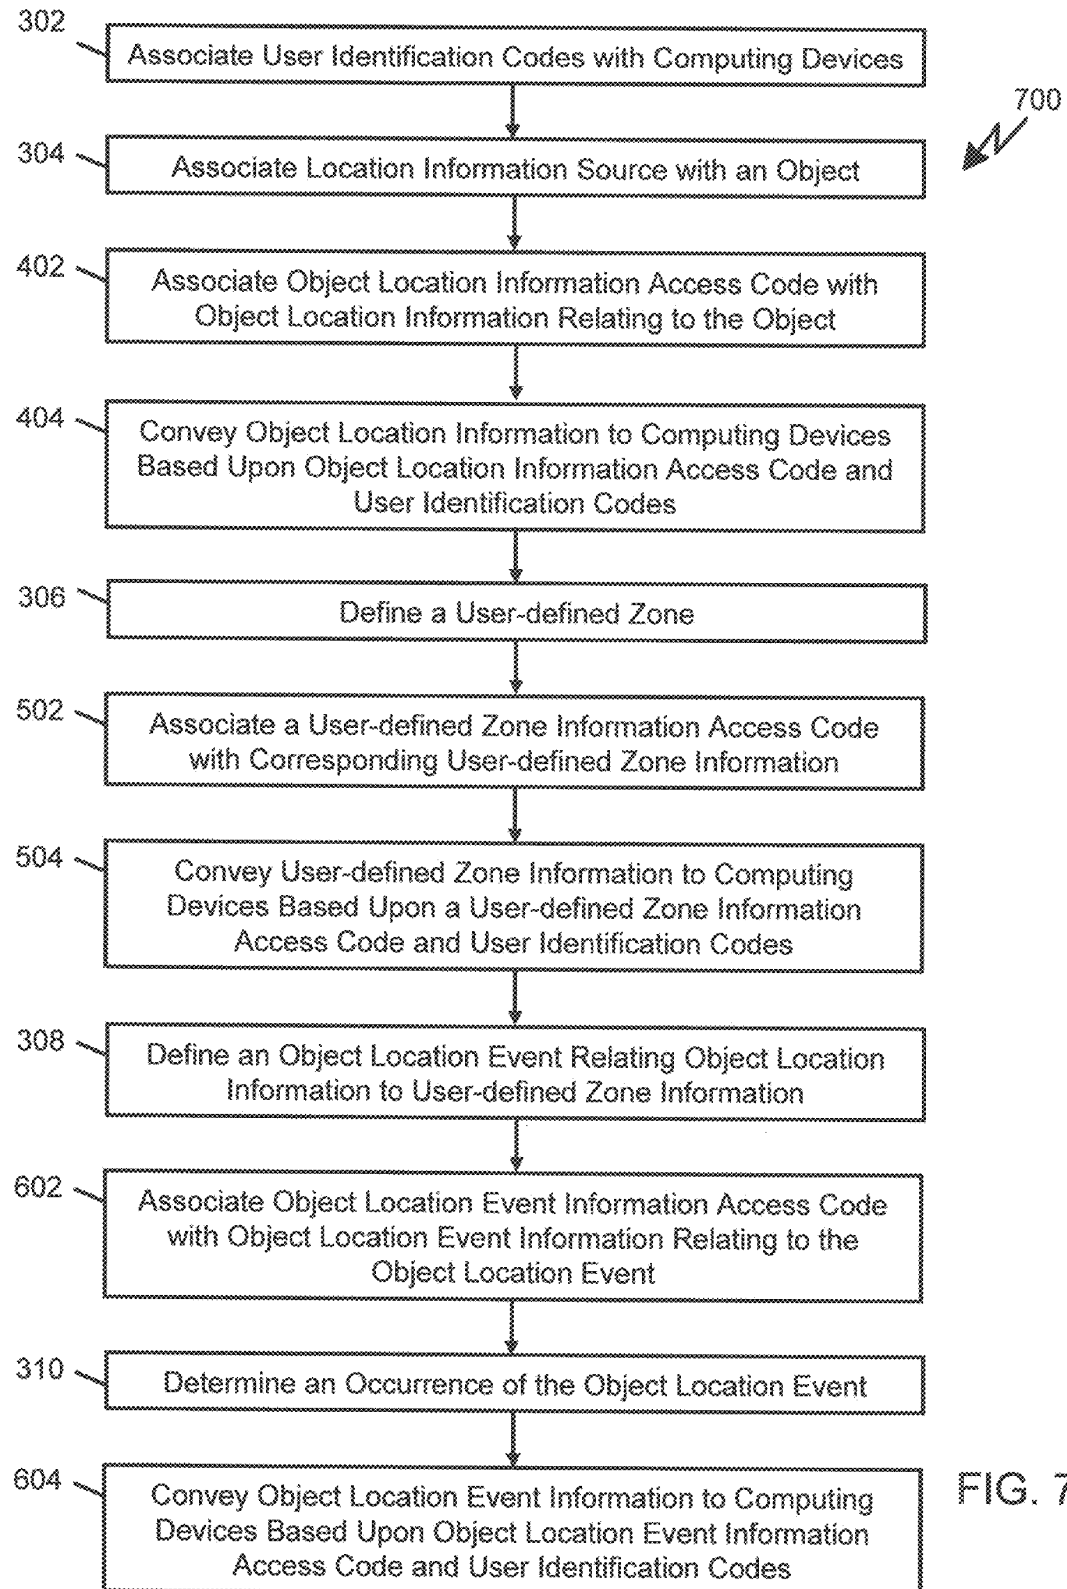 302
Associate User Identification Codes with Computing Devices
700
304
Associate Location Information Source with an Object
402
Associate Object Location Information Access Code with
Object Location Information Relating to the Object
404
Convey Object Location Information to Computing Devices
Based Upon Object Location Information Access Code and
User Identification Codes
306
Define a User-defined Zone
502
Associate a User-defined Zone Information Access Code
with Corresponding User-defined Zone Information
504
Convey User-defined Zone Information to Computing
Devices Based Upon a User-defined Zone Information
Access Code and User Identification Codes
308
Define an Object Location Event Relating Object Location
Information to User-defined Zone Information
602
Associate Object Location Event Information Access Code
with Object Location Event Information Relating to the
Object Location Event
310
Determine an Occurrence of the Object Location Event
604
Convey Object Location Event Information to Computing
Devices Based Upon Object Location Event Information
Access Code and User Identification Codes
FIG. 7